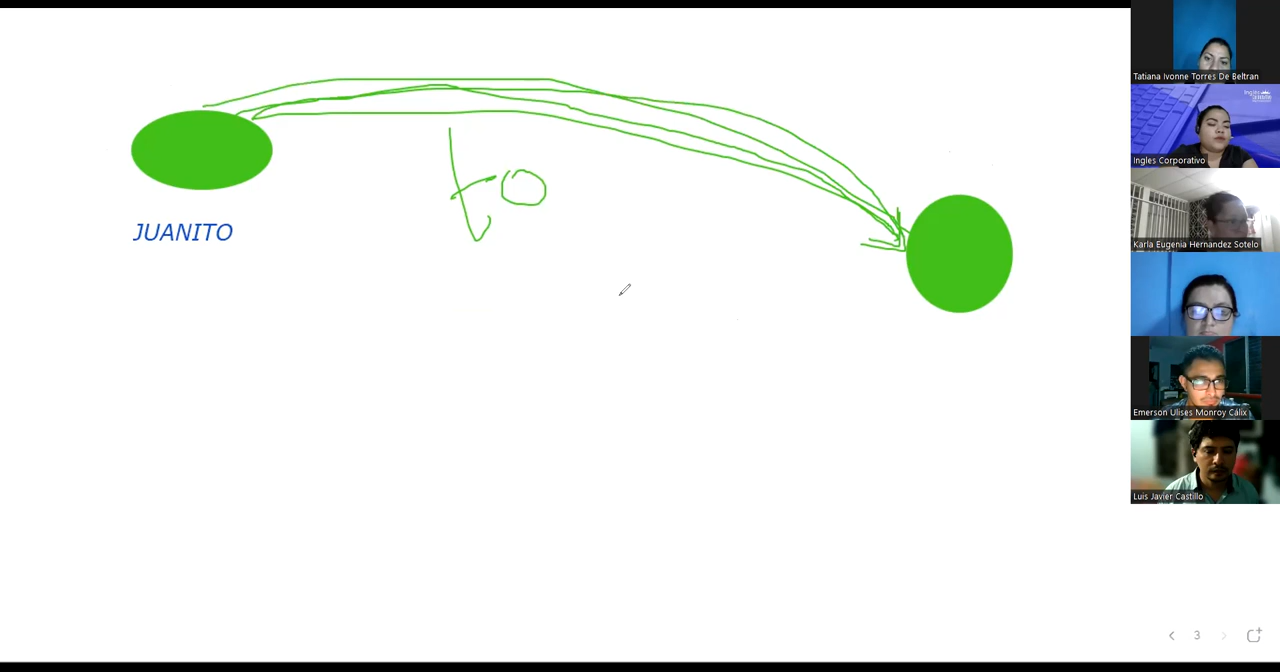 to
JUANITO
Tatiana Ivonne Torres De Beltran
Ingles Corporativo
Karla Eugenia Hernandez Sotelo
Emerson Ulises Monroy Cálix
Luis Javier Castillo
3